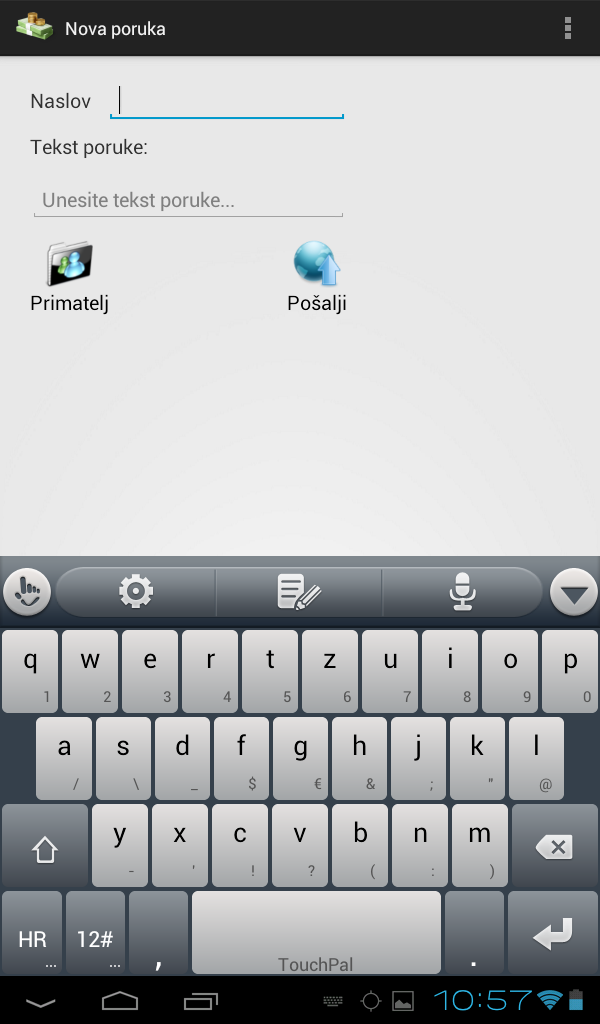 Nova poruka
Naslov
Tekst poruke:
Unesite tekst poruke...
Primatelj Pošalji
q w e r t z u i o p
1 2 3 4 5 6 7 8 9 0
a s d f g h j k l
/ \ _ $ € & ; " @
y x c v b n m
- ' ! ? ( : )
HR 12# , .
... ...
TouchPal
10:57